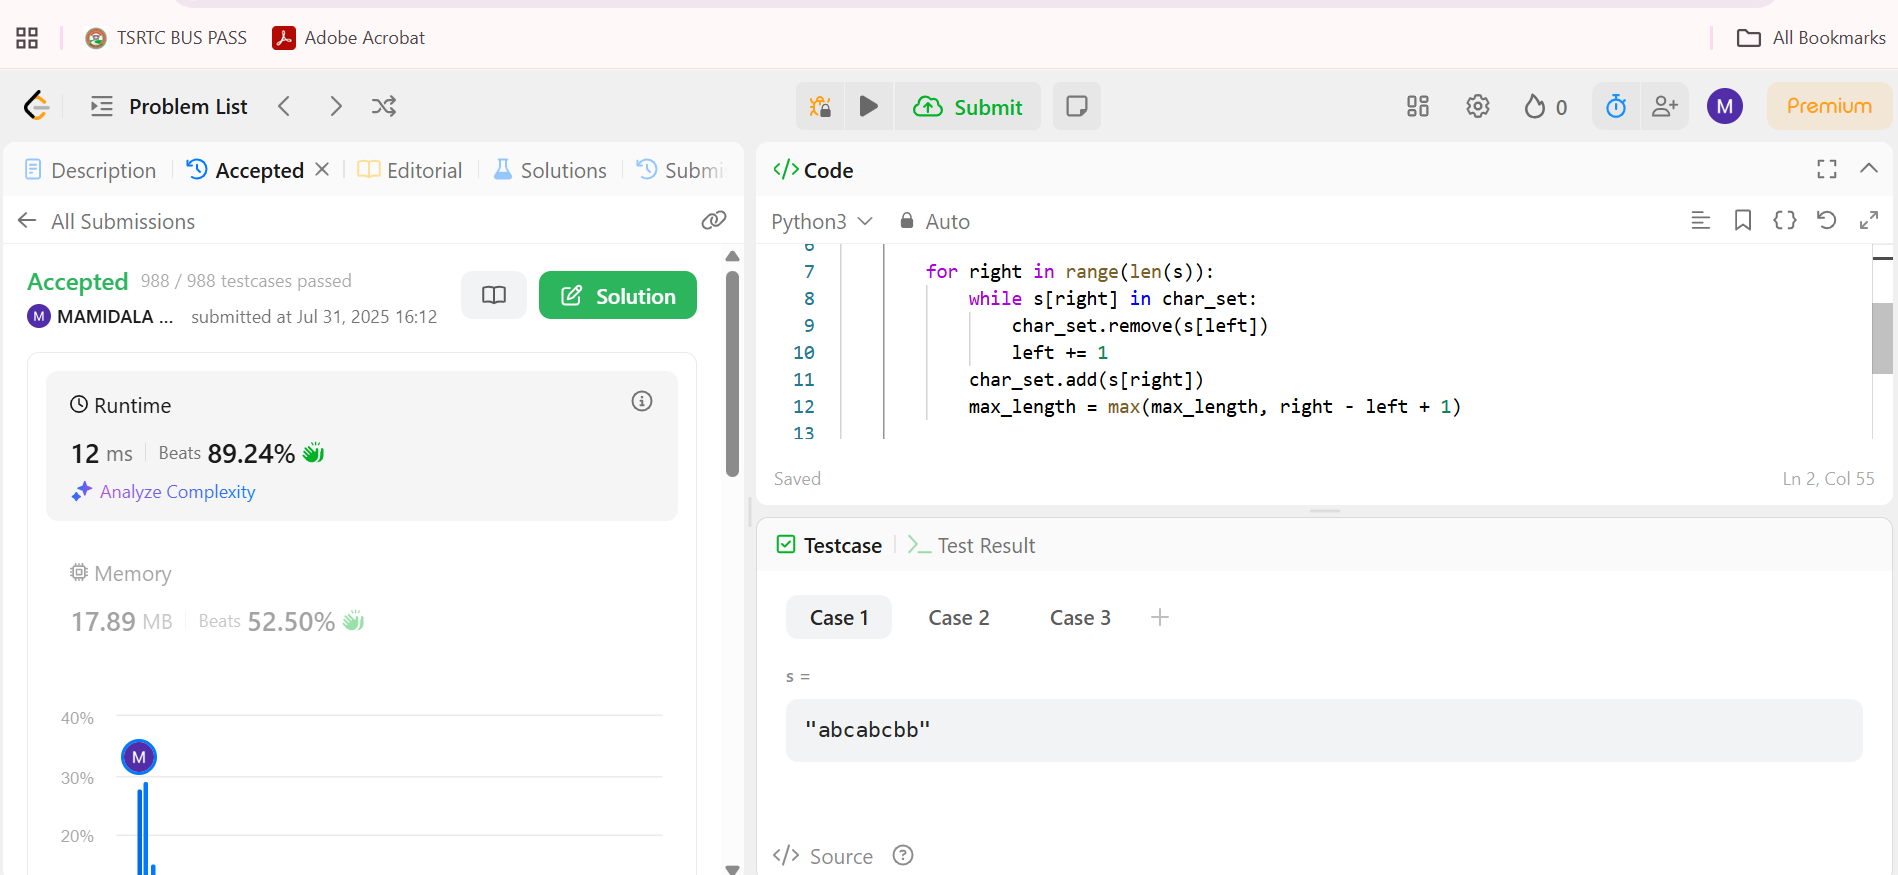 TSRTC BUS PASS
Adobe Acrobat
All Bookmarks
Problem List
Submit
0
M
Premium
Description
Accepted
Editorial
Solutions
Submi
All Submissions
Accepted 988 / 988 testcases passed
M MAMIDALA ... submitted at Jul 31, 2025 16:12
Solution
Runtime
12 ms Beats 89.24%
Analyze Complexity
Memory
17.89 MB Beats 52.50%
40%
M
30%
20%
</> Code
Python3
Auto
6
7 for right in range(len(s)):
8 while s[right] in char_set:
9 char_set.remove(s[left])
10 left += 1
11 char_set.add(s[right])
12 max_length = max(max_length, right - left + 1)
13
Saved
Ln 2, Col 55
Testcase
>_ Test Result
Case 1
Case 2
Case 3
+
s =
"abcabcbb"
</> Source